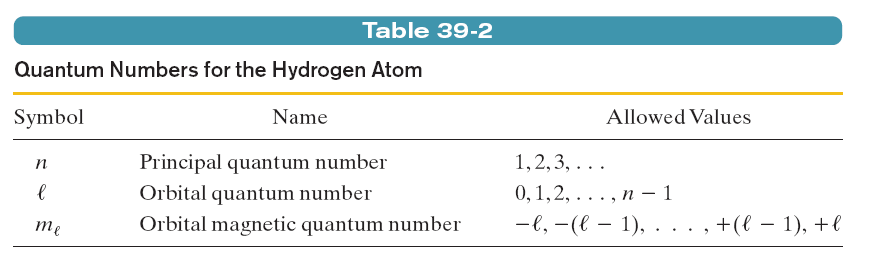 Table 39-2
Quantum Numbers for the Hydrogen Atom
Symbol Name Allowed Values
n Principal quantum number 1, 2, 3, . . .
ℓ Orbital quantum number 0, 1, 2, . . . , n − 1
mℓ Orbital magnetic quantum number −ℓ, −(ℓ − 1), . . . , +(ℓ − 1), +ℓ